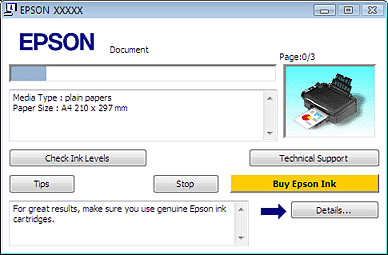 EPSON XXXXX
EPSON
Document
Page:0/3
Media Type : plain papers
Paper Size : A4 210 x 297 mm
Check Ink Levels
Technical Support
Tips
Stop
Buy Epson Ink
For great results, make sure you use genuine Epson ink
cartridges.
Details...